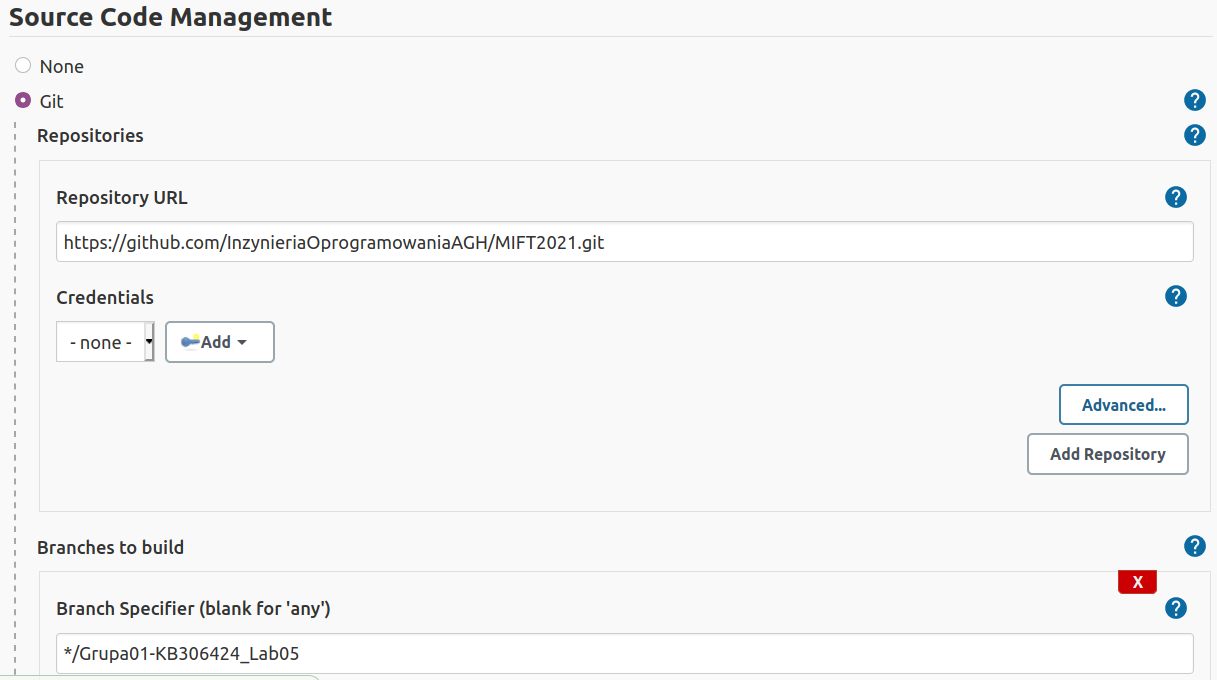 Source Code Management
None
Git
?
Repositories
?
Repository URL
?
https://github.com/InzynieriaOprogramowaniaAGH/MIFT2021.git
Credentials
?
- none -
Add
Advanced...
Add Repository
Branches to build
?
X
Branch Specifier (blank for 'any')
?
*/Grupa01-KB306424_Lab05